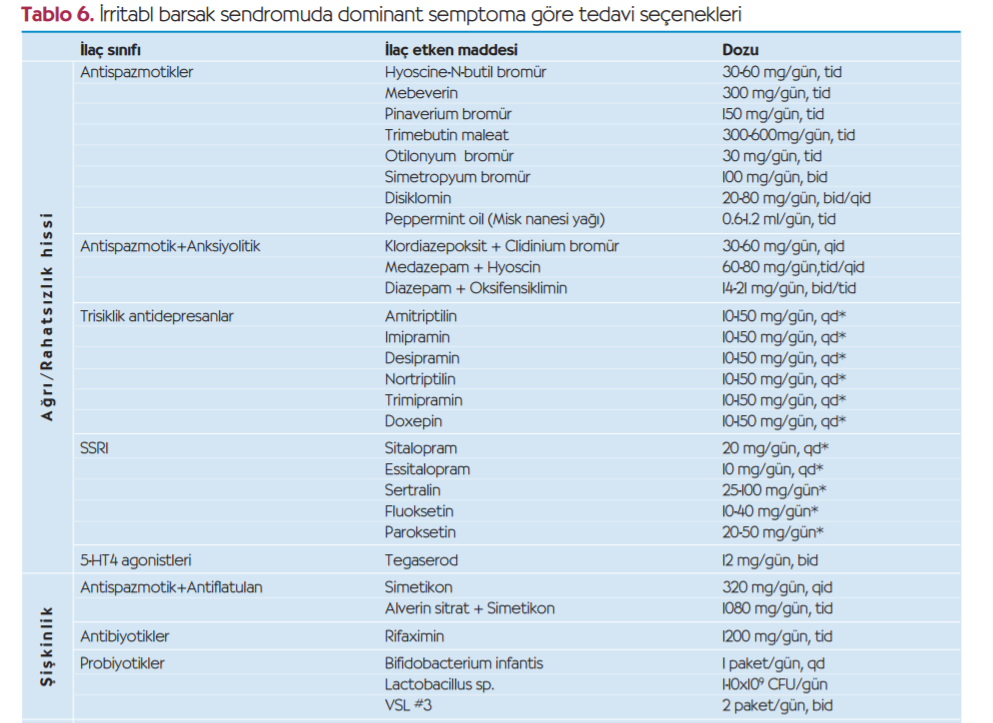 Tablo 6. İrritabl barsak sendromuda dominant semptoma göre tedavi seçenekleri
İlaç sınıfı İlaç etken maddesi Dozu
Ağrı/Rahatsızlık hissi
Antispazmotikler Hyoscine-N-butil bromür 30-60 mg/gün, tid
Mebeverin 300 mg/gün, tid
Pinaverium bromür 150 mg/gün, tid
Trimebutin maleat 300-600mg/gün, tid
Otilonyum bromür 30 mg/gün, tid
Simetropyum bromür 100 mg/gün, bid
Disiklomin 20-80 mg/gün, bid/qid
Peppermint oil (Misk nanesi yağı) 0.6-1.2 ml/gün, tid
Antispazmotik+Anksiyolitik Klordiazepoksit + Clidinium bromür 30-60 mg/gün, qid
Medazepam + Hyoscin 60-80 mg/gün,tid/qid
Diazepam + Oksifensiklimin 14-21 mg/gün, bid/tid
Trisiklik antidepresanlar Amitriptilin 10-150 mg/gün, qd*
Imipramin 10-150 mg/gün, qd*
Desipramin 10-150 mg/gün, qd*
Nortriptilin 10-150 mg/gün, qd*
Trimipramin 10-150 mg/gün, qd*
Doxepin 10-150 mg/gün, qd*
SSRI Sitalopram 20 mg/gün, qd*
Essitalopram 10 mg/gün, qd*
Sertralin 25-100 mg/gün*
Fluoksetin 10-40 mg/gün*
Paroksetin 20-50 mg/gün*
5-HT4 agonistleri Tegaserod 12 mg/gün, bid
Şişkinlik
Antispazmotik+Antiflatulan Simetikon 320 mg/gün, qid
Alverin sitrat + Simetikon 1080 mg/gün, tid
Antibiyotikler Rifaximin 1200 mg/gün, tid
Probiyotikler Bifidobacterium infantis 1 paket/gün, qd
Lactobacillus sp. 1-10x10⁹ CFU/gün
VSL #3 2 paket/gün, bid